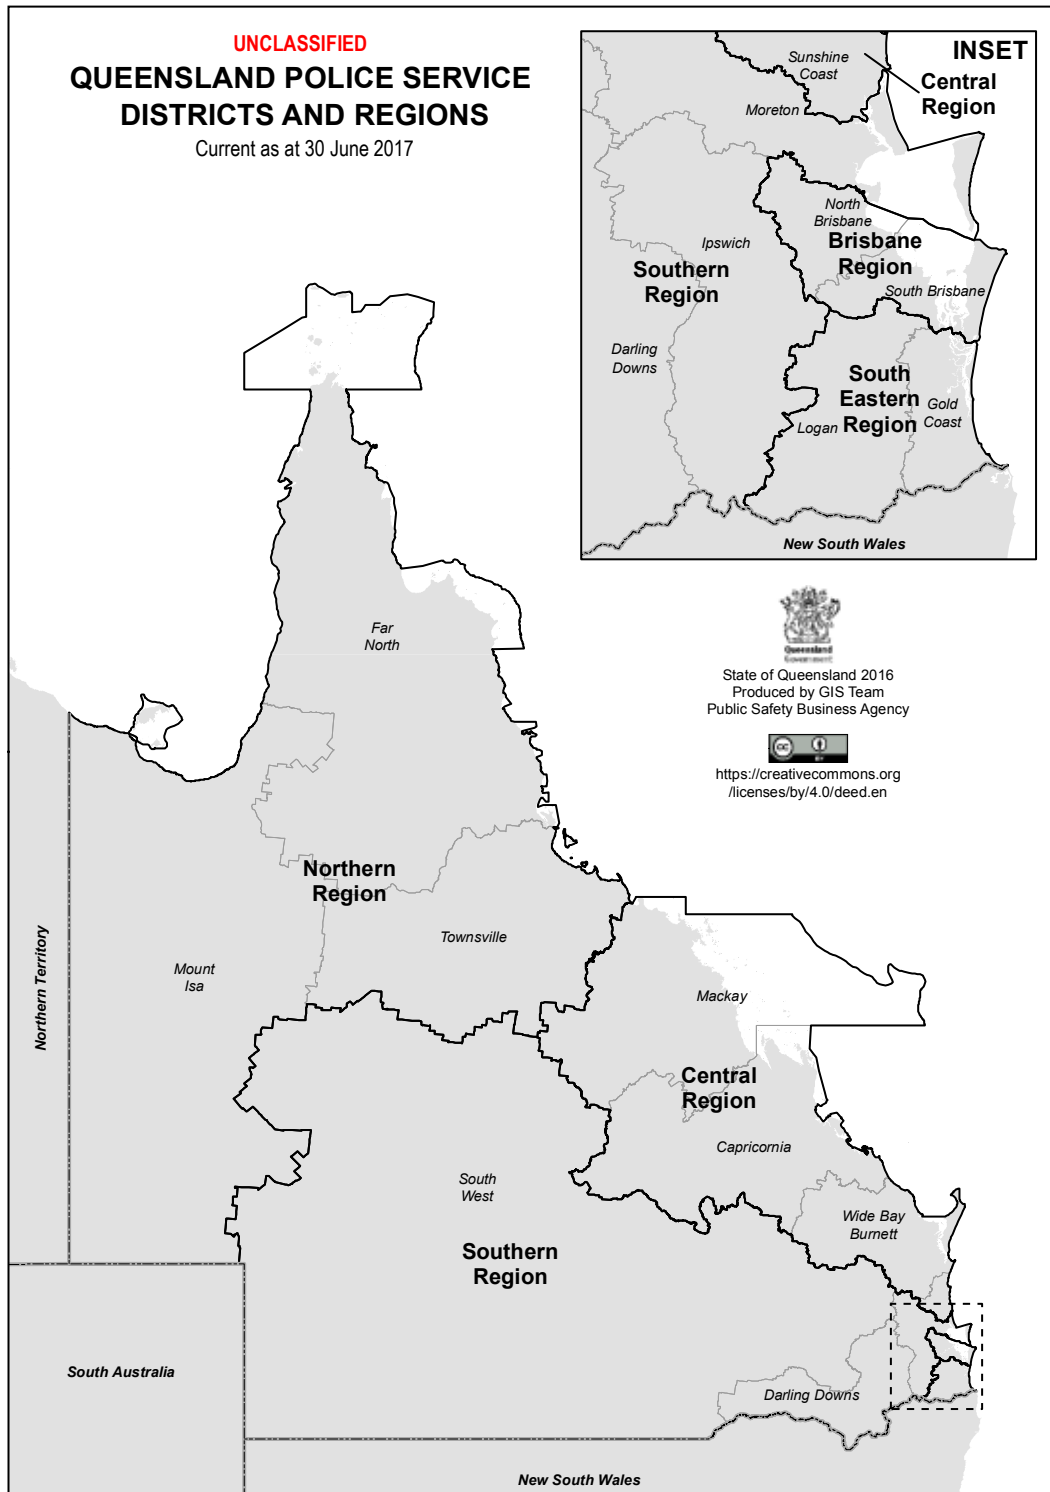 UNCLASSIFIED
QUEENSLAND POLICE SERVICE
DISTRICTS AND REGIONS
Current as at 30 June 2017
INSET
Sunshine
Coast
Central
Region
Moreton
North
Brisbane
Ipswich
Brisbane
Region
Southern
Region
South Brisbane
Darling
Downs
South
Eastern
Region
Gold
Coast
Logan
New South Wales
Queensland
Government
State of Queensland 2016
Produced by GIS Team
Public Safety Business Agency
cc
BY
https://creativecommons.org
/licenses/by/4.0/deed.en
Far
North
Northern
Region
Townsville
Mount
Isa
Northern Territory
Mackay
Central
Region
Capricornia
South
West
Wide Bay
Burnett
Southern
Region
South Australia
Darling Downs
New South Wales